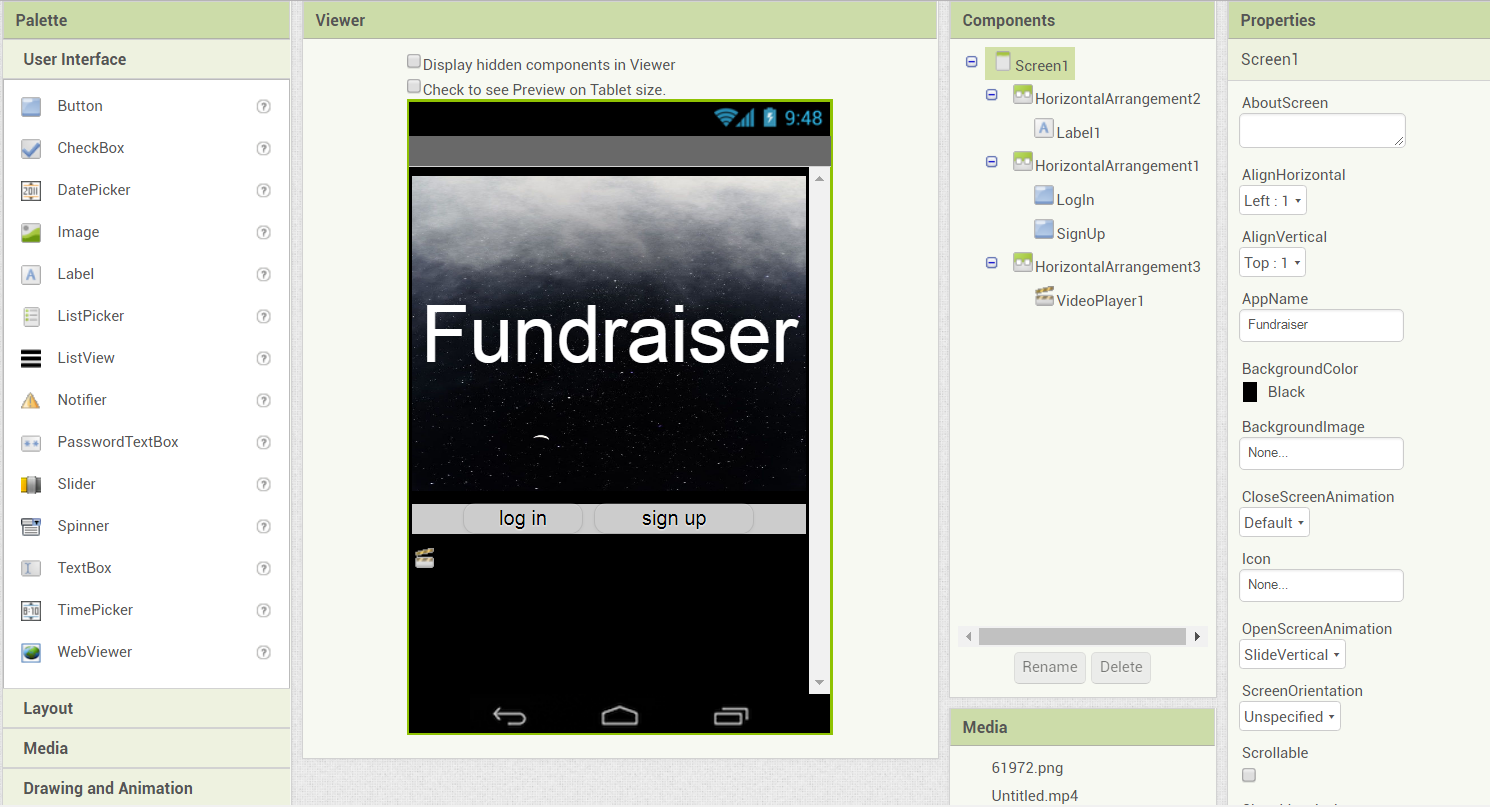 Palette
User Interface
Button
CheckBox
DatePicker
Image
Label
ListPicker
ListView
Notifier
PasswordTextBox
Slider
Spinner
TextBox
TimePicker
WebViewer
Layout
Media
Drawing and Animation
Viewer
Display hidden components in Viewer
Check to see Preview on Tablet size.
9:48
Fundraiser
log in
sign up
Components
Screen1
HorizontalArrangement2
Label1
HorizontalArrangement1
LogIn
SignUp
HorizontalArrangement3
VideoPlayer1
Rename
Delete
Media
61972.png
Untitled.mp4
Properties
Screen1
AboutScreen
AlignHorizontal
Left : 1
AlignVertical
Top : 1
AppName
Fundraiser
BackgroundColor
Black
BackgroundImage
None...
CloseScreenAnimation
Default
Icon
None...
OpenScreenAnimation
SlideVertical
ScreenOrientation
Unspecified
Scrollable